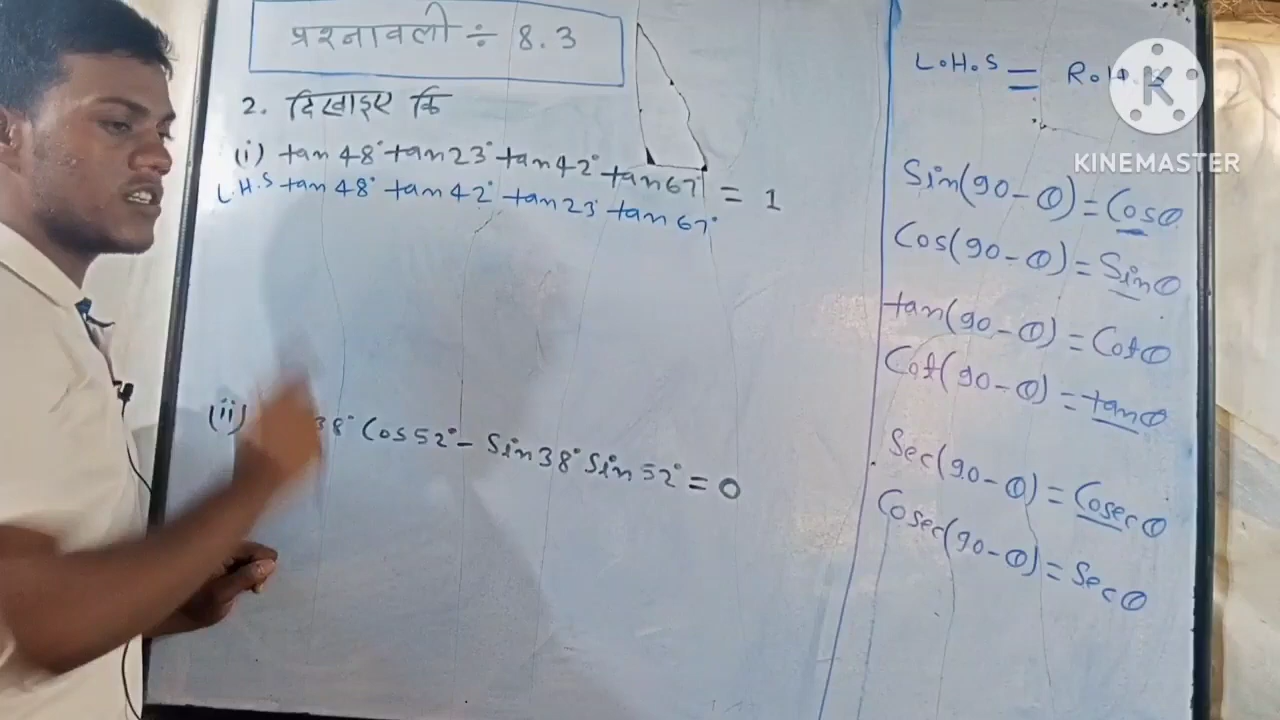 प्रश्नावली ÷ 8.3
2. दिखाइए कि
(i) tan 48° tan 23° tan 42° tan 67° = 1
L.H.S tan 48° tan 42° tan 23 tan 67°
(ii) 38° Cos 52° - Sin 38° Sin 52° = 0
L.H.S = R.H.S
Sin(90-θ) = Cosθ
Cos(90-θ) = Sinθ
tan(90-θ) = Cotθ
Cot(90-θ) = tanθ
Sec(90-θ) = Cosecθ
Cosec(90-θ) = Secθ
K
KINEMASTER